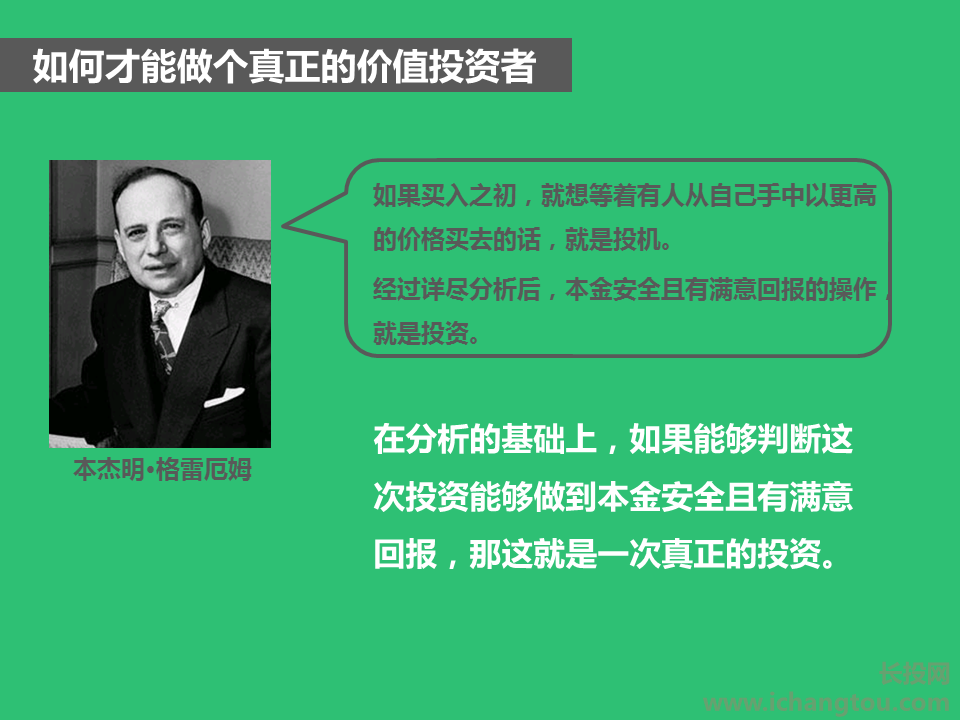 如何才能做个真正的价值投资者
如果买入之初，就想等着有人从自己手中以更高
的价格买去的话，就是投机。
经过详尽分析后，本金安全且有满意回报的操作，
就是投资。
本杰明·格雷厄姆
在分析的基础上，如果能够判断这
次投资能够做到本金安全且有满意
回报，那这就是一次真正的投资。
长投网
www.ichangtou.com